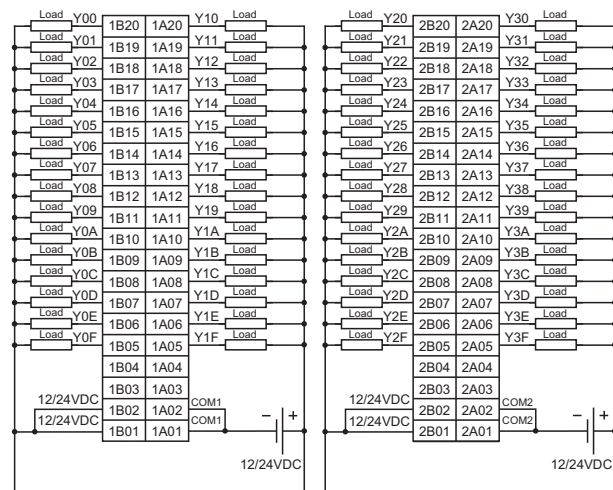 Load Y00 1B20 1A20 Y10 Load Load Y20 2B20 2A20 Y30 Load
Load Y01 1B19 1A19 Y11 Load Load Y21 2B19 2A19 Y31 Load
Load Y02 1B18 1A18 Y12 Load Load Y22 2B18 2A18 Y32 Load
Load Y03 1B17 1A17 Y13 Load Load Y23 2B17 2A17 Y33 Load
Load Y04 1B16 1A16 Y14 Load Load Y24 2B16 2A16 Y34 Load
Load Y05 1B15 1A15 Y15 Load Load Y25 2B15 2A15 Y35 Load
Load Y06 1B14 1A14 Y16 Load Load Y26 2B14 2A14 Y36 Load
Load Y07 1B13 1A13 Y17 Load Load Y27 2B13 2A13 Y37 Load
Load Y08 1B12 1A12 Y18 Load Load Y28 2B12 2A12 Y38 Load
Load Y09 1B11 1A11 Y19 Load Load Y29 2B11 2A11 Y39 Load
Load Y0A 1B10 1A10 Y1A Load Load Y2A 2B10 2A10 Y3A Load
Load Y0B 1B09 1A09 Y1B Load Load Y2B 2B09 2A09 Y3B Load
Load Y0C 1B08 1A08 Y1C Load Load Y2C 2B08 2A08 Y3C Load
Load Y0D 1B07 1A07 Y1D Load Load Y2D 2B07 2A07 Y3D Load
Load Y0E 1B06 1A06 Y1E Load Load Y2E 2B06 2A06 Y3E Load
Load Y0F 1B05 1A05 Y1F Load Load Y2F 2B05 2A05 Y3F Load
1B04 1A04 2B04 2A04
1B03 1A03 2B03 2A03
12/24VDC 1B02 1A02 COM1 − + 12/24VDC 2B02 2A02 COM2 − +
12/24VDC 1B01 1A01 COM1 12/24VDC 2B01 2A01 COM2
12/24VDC 12/24VDC